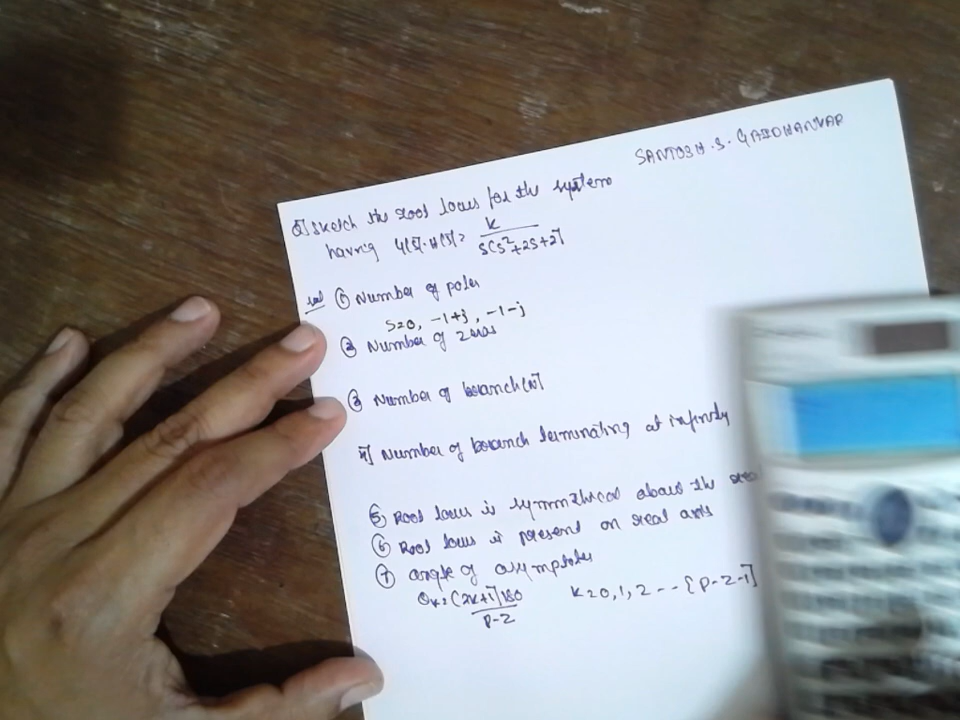 SANTOSH.S. GAIDHANKAR
Q] Sketch the root locus for the system
having G(s).H(s)= K / S(S²+2S+2)
Sol ① Number of poles
S=0, -1+j, -1-j
② Number of zeros
③ Number of branch(N)
4] Number of branch terminating at infinity
⑤ Root locus is symmetrical about the real
⑥ Root locus is present on real axis
⑦ angle of asymptotes
θk = (2k+1)180 / P-Z K=0,1,2 -- {P-Z-1}